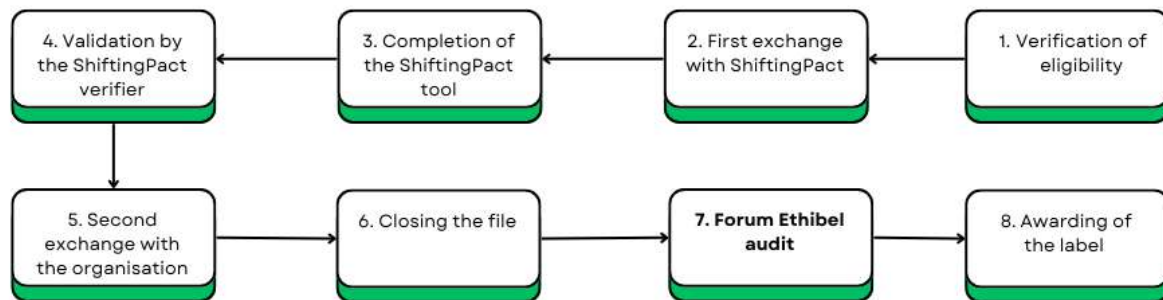 1. Verification of
eligibility
2. First exchange
with ShiftingPact
3. Completion of
the ShiftingPact
tool
4. Validation by
the ShiftingPact
verifier
5. Second
exchange with
the organisation
6. Closing the file
7. Forum Ethibel
audit
8. Awarding of
the label